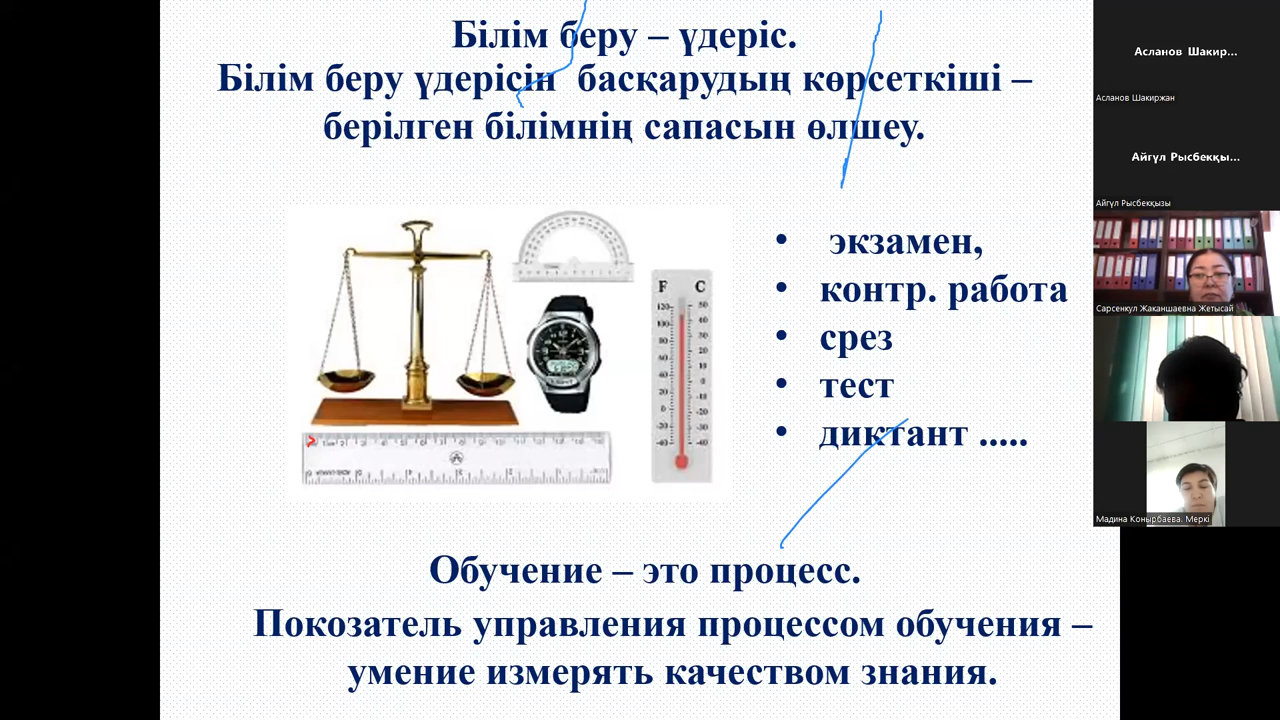 Білім беру – үдеріс.
Білім беру үдерісін басқарудың көрсеткіші –
берілген білімнің сапасын өлшеу.
• экзамен,
• контр. работа
• срез
• тест
• диктант .....
F C
Обучение – это процесс.
Покозатель управления процессом обучения –
умение измерять качеством знания.
Асланов Шакир...
Асланов Шакиржан
Айгүл Рысбекқы...
Айгүл Рысбекқызы
Сарсенкул Жаканшаевна Жетысай
Мадина Конырбаева. Меркі